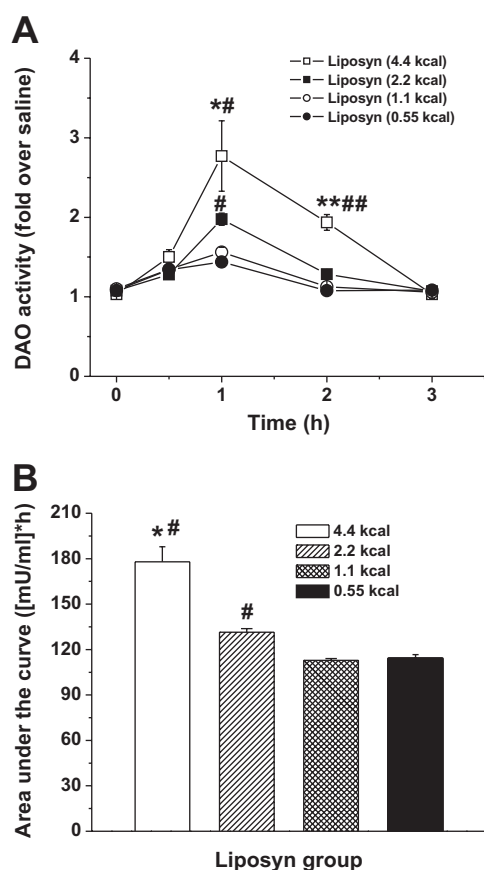 A
Liposyn (4.4 kcal)
Liposyn (2.2 kcal)
Liposyn (1.1 kcal)
Liposyn (0.55 kcal)
DAO activity (fold over saline)
4
3
2
1
0
*#
#
**##
0
1
2
3
Time (h)
B
Area under the curve ([mU/ml]*h)
210
180
150
120
90
60
30
0
* #
#
4.4 kcal
2.2 kcal
1.1 kcal
0.55 kcal
Liposyn group